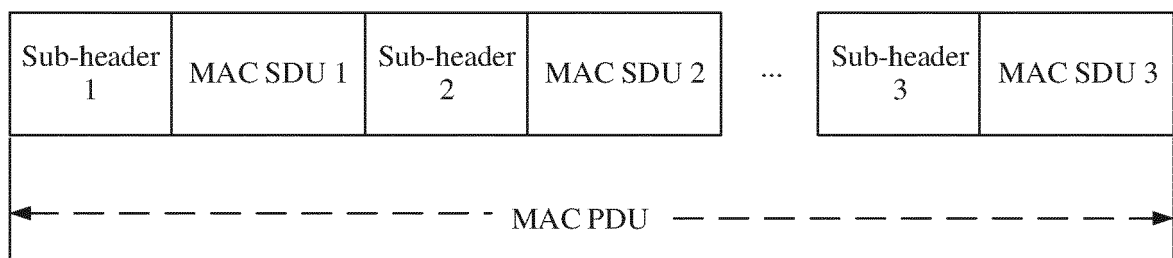 Sub-header
1
MAC SDU 1
Sub-header
2
MAC SDU 2
...
Sub-header
3
MAC SDU 3
MAC PDU